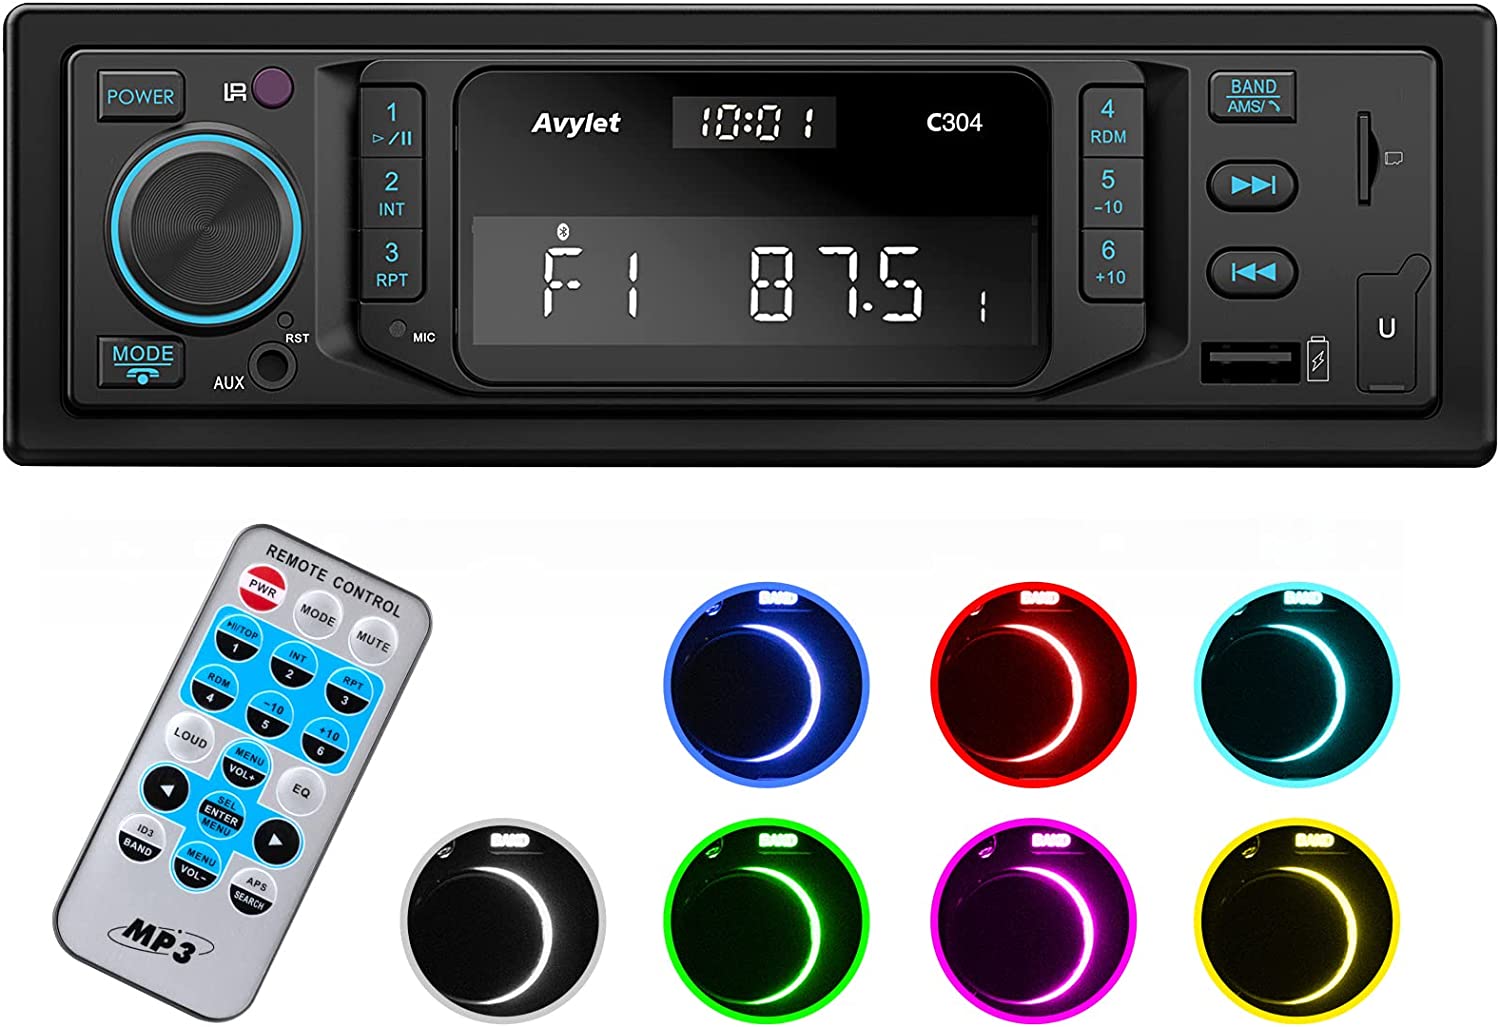 POWER
IR
1
▷/II
2
INT
3
RPT
Avylet
10:01
C304
F1 87.5 1
4
RDM
5
-10
6
+10
BAND
AMS/
MODE
RST
AUX
MIC
U
REMOTE CONTROL
PWR
MODE
MUTE
▶II/TOP
1
INT
2
RPT
3
RDM
4
-10
5
+10
6
LOUD
MENU
VOL+
EQ
SEL
ENTER
MENU
ID3
BAND
MENU
VOL-
APS
SEARCH
MP3
BAND
BAND
BAND
BAND
BAND
BAND
BAND